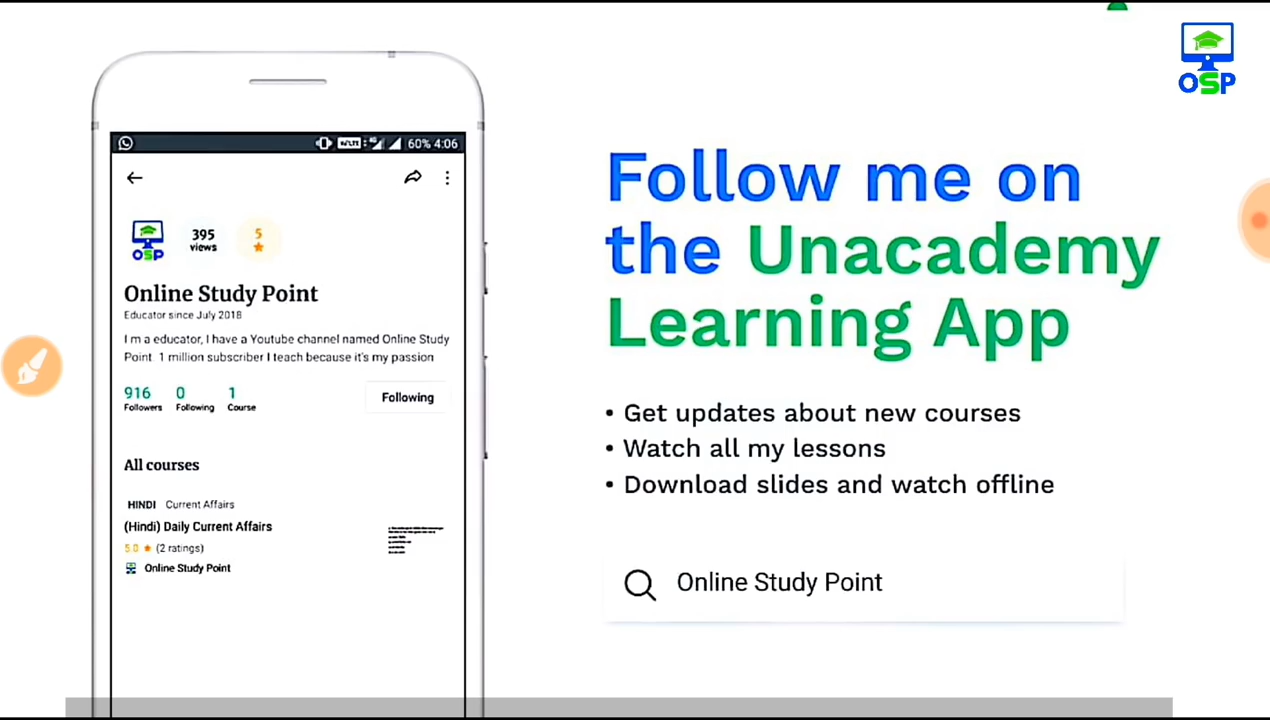 OSP
60% 4:06
OSP
395
views
5
Online Study Point
Educator since July 2018
I m a educator, I have a Youtube channel named Online Study
Point 1 million subscriber I teach because it's my passion
916 0 1
Followers Following Course
Following
All courses
HINDI Current Affairs
(Hindi) Daily Current Affairs
5.0 ★ (2 ratings)
Online Study Point
Follow me on
the Unacademy
Learning App
• Get updates about new courses
• Watch all my lessons
• Download slides and watch offline
Online Study Point